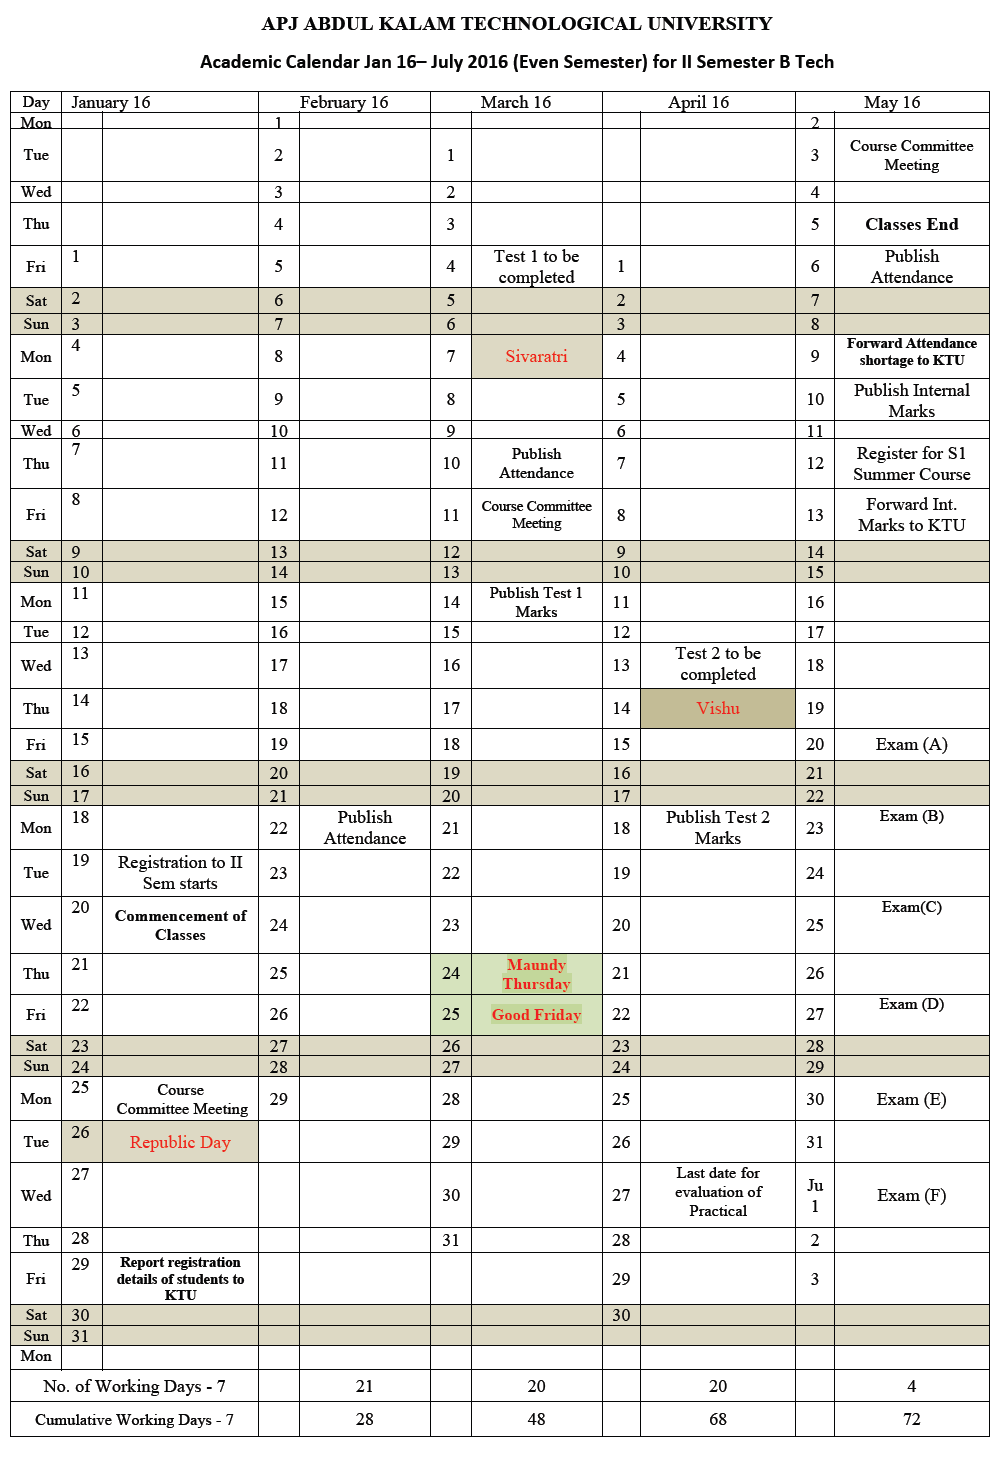 APJ ABDUL KALAM TECHNOLOGICAL UNIVERSITY
Academic Calendar Jan 16– July 2016 (Even Semester) for II Semester B Tech
Day January 16 February 16 March 16 April 16 May 16
Mon 1 2
Tue 2 1 3 Course Committee
Meeting
Wed 3 2 4
Thu 4 3 5 Classes End
Fri 1 5 4 Test 1 to be
completed 1 6 Publish
Attendance
Sat 2 6 5 2 7
Sun 3 7 6 3 8
Mon 4 8 7 Sivaratri 4 9 Forward Attendance
shortage to KTU
Tue 5 9 8 5 10 Publish Internal
Marks
Wed 6 10 9 6 11
Thu 7 11 10 Publish
Attendance 7 12 Register for S1
Summer Course
Fri 8 12 11 Course Committee
Meeting 8 13 Forward Int.
Marks to KTU
Sat 9 13 12 9 14
Sun 10 14 13 10 15
Mon 11 15 14 Publish Test 1
Marks 11 16
Tue 12 16 15 12 17
Wed 13 17 16 13 Test 2 to be
completed 18
Thu 14 18 17 14 Vishu 19
Fri 15 19 18 15 20 Exam (A)
Sat 16 20 19 16 21
Sun 17 21 20 17 22
Mon 18 22 Publish
Attendance 21 18 Publish Test 2
Marks 23 Exam (B)
Tue 19 Registration to II
Sem starts 23 22 19 24
Wed 20 Commencement of
Classes 24 23 20 25 Exam(C)
Thu 21 25 24 Maundy
Thursday 21 26
Fri 22 26 25 Good Friday 22 27 Exam (D)
Sat 23 27 26 23 28
Sun 24 28 27 24 29
Mon 25 Course
Committee Meeting 29 28 25 30 Exam (E)
Tue 26 Republic Day 29 26 31
Wed 27 30 27 Last date for
evaluation of
Practical Ju
1 Exam (F)
Thu 28 31 28 2
Fri 29 Report registration
details of students to
KTU 29 3
Sat 30 30
Sun 31
Mon
No. of Working Days - 7 21 20 20 4
Cumulative Working Days - 7 28 48 68 72